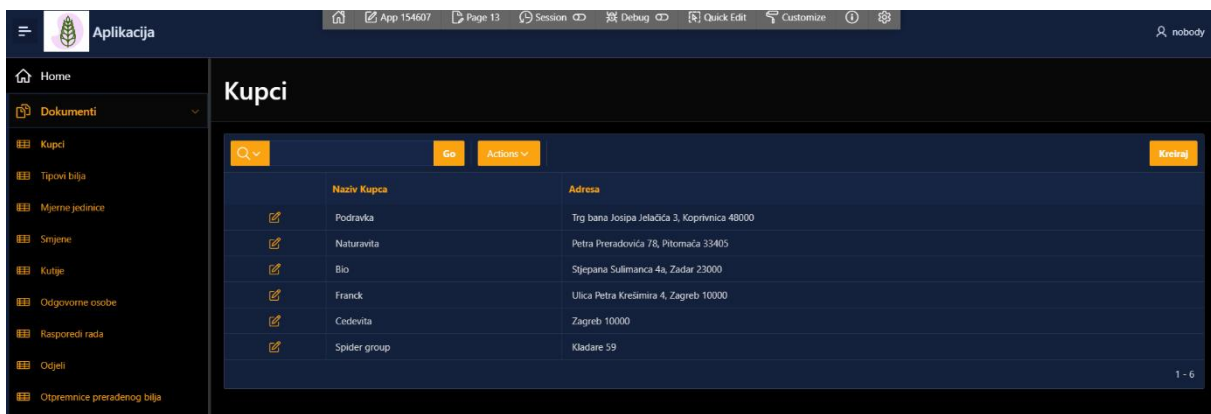 App 154607 Page 13 Session Debug Quick Edit Customize
Aplikacija
nobody
Home
Dokumenti
Kupci
Tipovi bilja
Mjerne jedinice
Smjene
Kutije
Odgovorne osobe
Rasporedi rada
Odjeli
Otpremnice prerađenog bilja
Kupci
Go Actions Kreiraj
Naziv Kupca Adresa
Podravka Trg bana Josipa Jelačića 3, Koprivnica 48000
Naturavita Petra Preradovića 78, Pitomača 33405
Bio Stjepana Sulimanca 4a, Zadar 23000
Franck Ulica Petra Krešimira 4, Zagreb 10000
Cedevita Zagreb 10000
Spider group Kladare 59
1 - 6